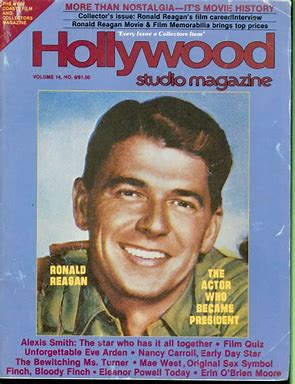 THE WEST
COASTS FILM
AND
COLLECTORS
MAGAZINE
MORE THAN NOSTALGIA—IT'S MOVIE HISTORY
Collector's issue: Ronald Reagan's film career/Interview
Ronald Reagan Movie & Film Memorabilia brings top prices
"Every Issue a Collectors Item"
Hollywood
studio magazine
VOLUME 14, NO.
RONALD
REAGAN
THE
ACTOR
WHO
BECAME
PRESIDENT
Alexis Smith: The star who has it all together • Film Quiz
Unforgettable Eve Arden • Nancy Carroll, Early Day Star
The Bewitching Ms. Turner • Mae West, Original Sex Symbol
Finch, Bloody Finch • Eleanor Powell Today • Erin O'Brien Moore